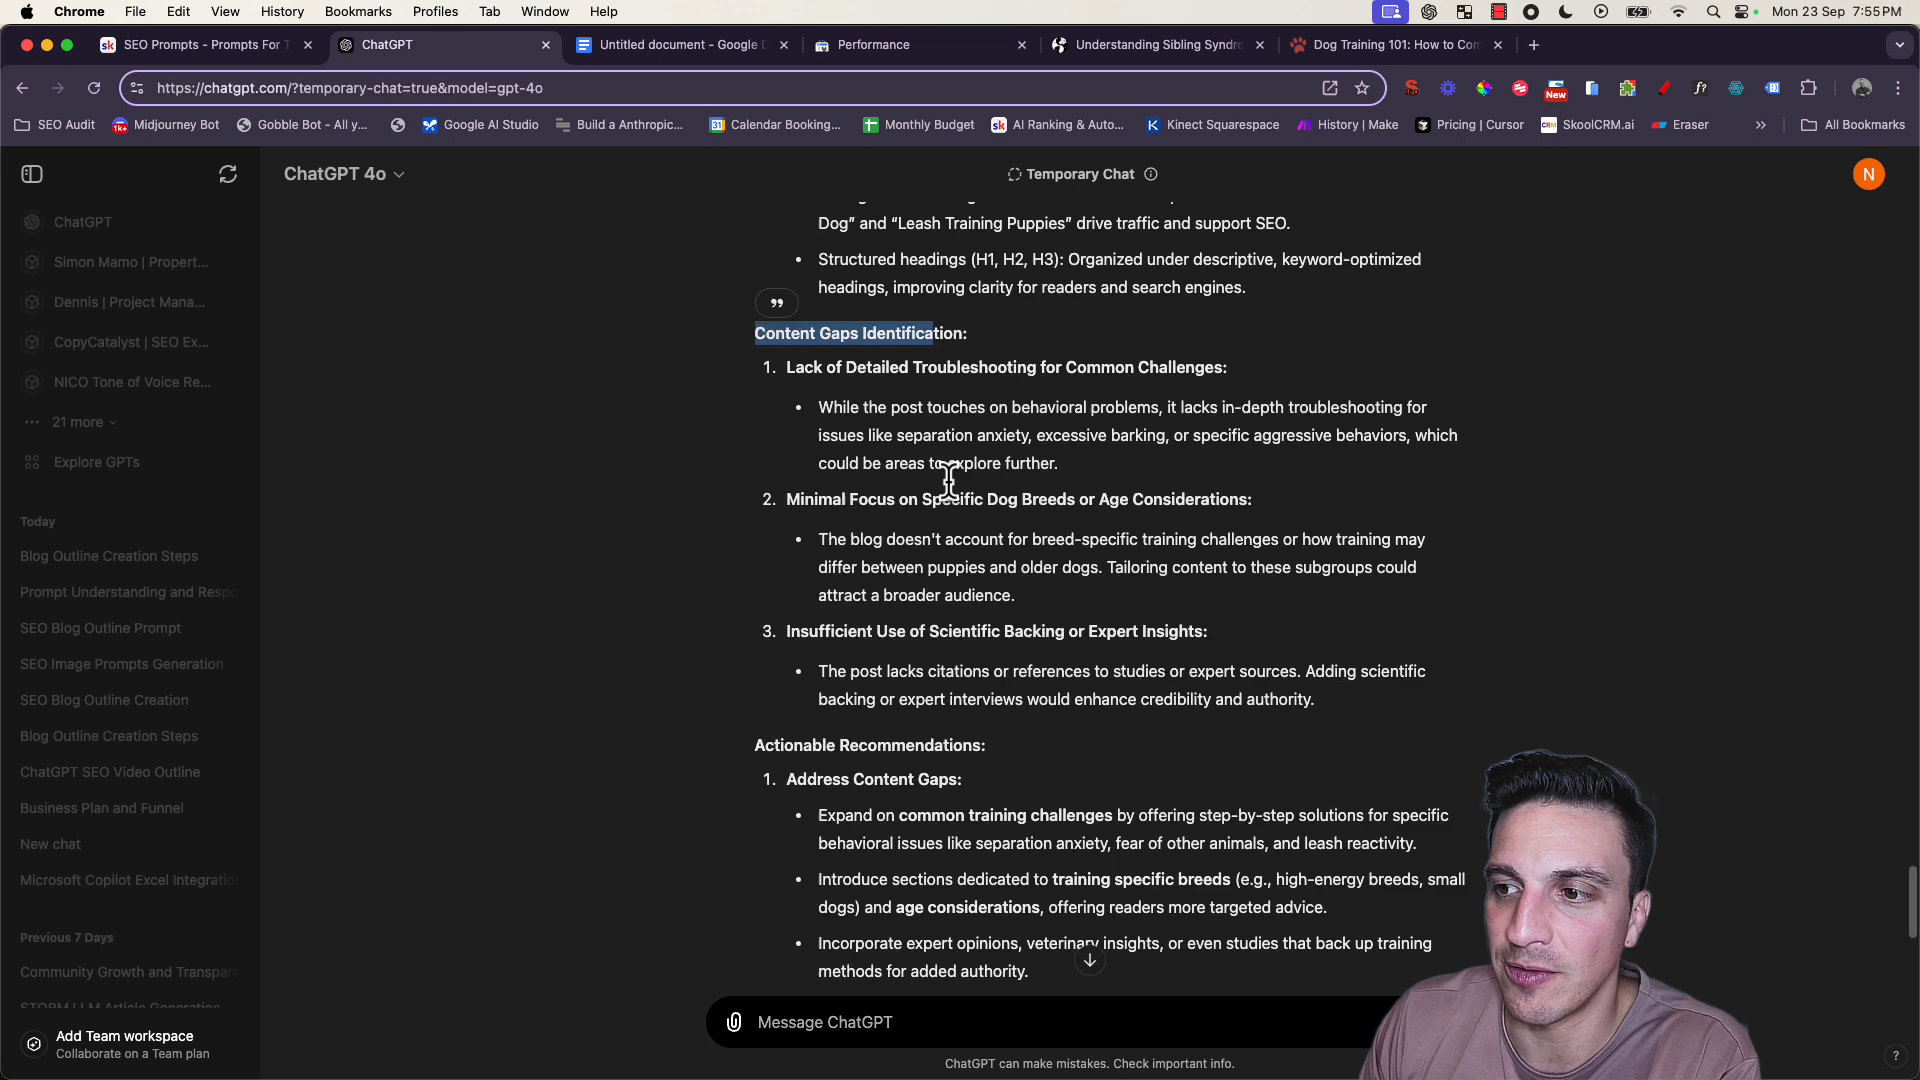 Chrome File Edit View History Bookmarks Profiles Tab Window Help Mon 23 Sep 7:55 PM
SEO Prompts - Prompts For T
ChatGPT
Untitled document - Google D
Performance
Understanding Sibling Syndro
Dog Training 101: How to Com
https://chatgpt.com/?temporary-chat=true&model=gpt-4o
New
SEO Audit
Midjourney Bot
Gobble Bot - All y...
Google AI Studio
Build a Anthropic...
Calendar Booking...
Monthly Budget
AI Ranking & Auto...
Kinect Squarespace
History | Make
Pricing | Cursor
SkoolCRM.ai
Eraser
All Bookmarks
ChatGPT 4o
Temporary Chat
N
ChatGPT
Simon Mamo | Propert...
Dennis | Project Mana...
CopyCatalyst | SEO Ex...
NICO Tone of Voice Re...
21 more
Explore GPTs
Today
Blog Outline Creation Steps
Prompt Understanding and Respo
SEO Blog Outline Prompt
SEO Image Prompts Generation
SEO Blog Outline Creation
Blog Outline Creation Steps
ChatGPT SEO Video Outline
Business Plan and Funnel
New chat
Microsoft Copilot Excel Integratio
Previous 7 Days
Community Growth and Transpare
STORM LLM Article Generation
Add Team workspace
Collaborate on a Team plan
Dog” and “Leash Training Puppies” drive traffic and support SEO.
• Structured headings (H1, H2, H3): Organized under descriptive, keyword-optimized
headings, improving clarity for readers and search engines.
Content Gaps Identification:
1. Lack of Detailed Troubleshooting for Common Challenges:
• While the post touches on behavioral problems, it lacks in-depth troubleshooting for
issues like separation anxiety, excessive barking, or specific aggressive behaviors, which
could be areas to explore further.
2. Minimal Focus on Specific Dog Breeds or Age Considerations:
• The blog doesn't account for breed-specific training challenges or how training may
differ between puppies and older dogs. Tailoring content to these subgroups could
attract a broader audience.
3. Insufficient Use of Scientific Backing or Expert Insights:
• The post lacks citations or references to studies or expert sources. Adding scientific
backing or expert interviews would enhance credibility and authority.
Actionable Recommendations:
1. Address Content Gaps:
• Expand on common training challenges by offering step-by-step solutions for specific
behavioral issues like separation anxiety, fear of other animals, and leash reactivity.
• Introduce sections dedicated to training specific breeds (e.g., high-energy breeds, small
dogs) and age considerations, offering readers more targeted advice.
• Incorporate expert opinions, veterinary insights, or even studies that back up training
methods for added authority.
Message ChatGPT
ChatGPT can make mistakes. Check important info.
?